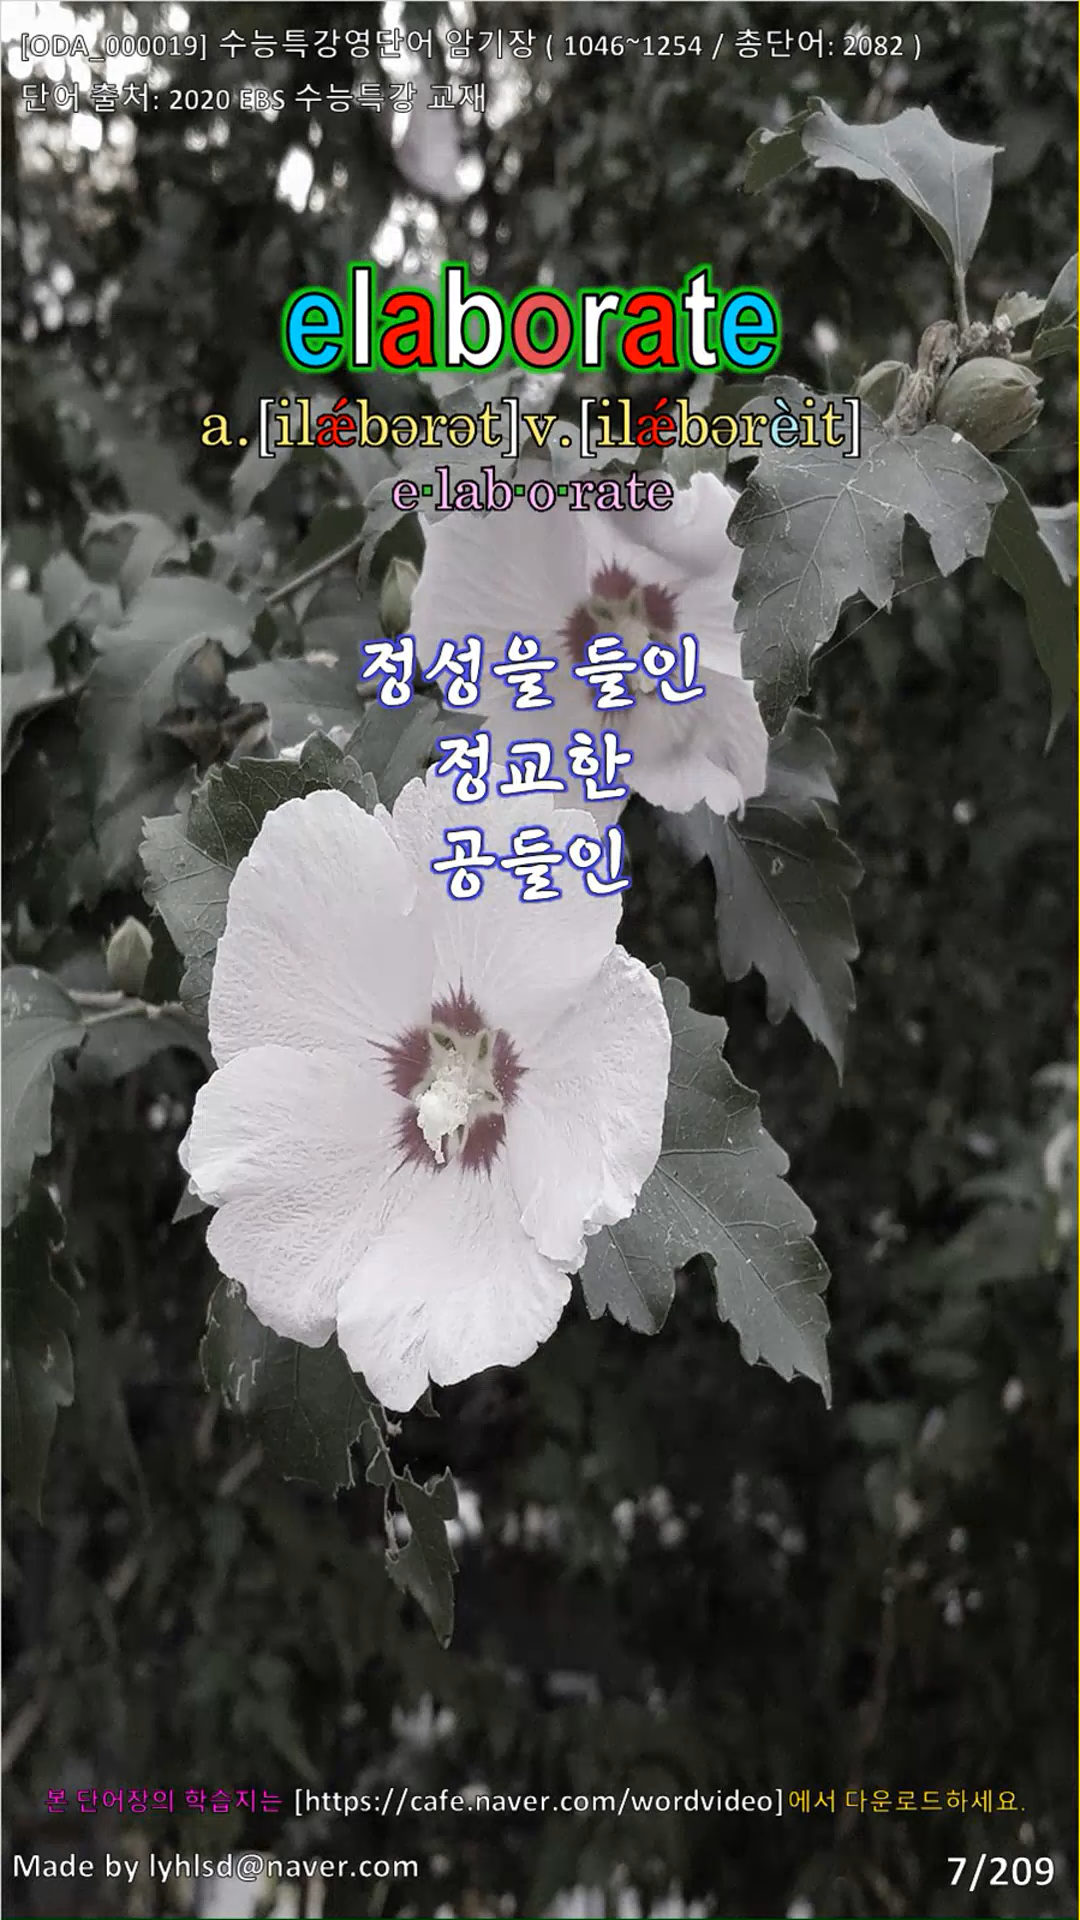 [ODA_000019] 수능특강영단어 암기장 ( 1046~1254 / 총단어: 2082 )
단어 출처: 2020 EBS 수능특강 교재
elaborate
a.[ilǽbərət]v.[ilǽbərèit]
e·lab·o·rate
정성을 들인
정교한
공들인
본 단어장의 학습지는 [https://cafe.naver.com/wordvideo]에서 다운로드하세요.
Made by lyhlsd@naver.com
7/209